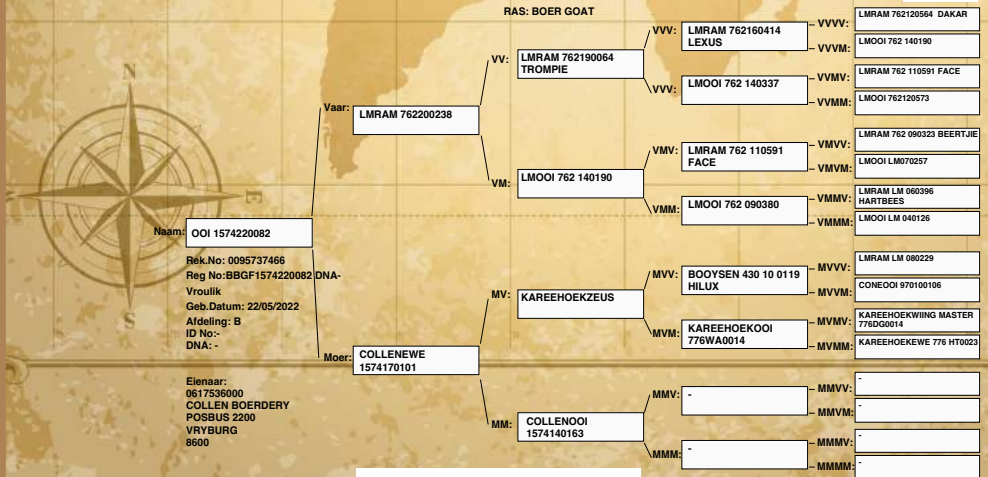 RAS: BOER GOAT
N
E
S
Naam: OOI 1574220082
Rek.No: 0095737466
Reg No:BBGF1574220082 DNA-
Vroulik
Geb.Datum: 22/05/2022
Afdeling: B
ID No:-
DNA: -
Eienaar:
0617536000
COLLEN BOERDERY
POSBUS 2200
VRYBURG
8600
Vaar: LMRAM 762200238
Moer: COLLENEWE
1574170101
VV: LMRAM 762190064
TROMPIE
VM: LMOOI 762 140190
MV: KAREEHOEKZEUS
MM: COLLENOOI
1574140163
VVV: LMRAM 762160414
LEXUS
VVV: LMOOI 762 140337
VMV: LMRAM 762 110591
FACE
VMM: LMOOI 762 090380
MVV: BOOYSEN 430 10 0119
HILUX
MVM: KAREEHOEKOOI
776WA0014
MMV: -
MMM: -
VVVV: LMRAM 762120564 DAKAR
VVVM: LMOOI 762 140190
VVMV: LMRAM 762 110591 FACE
VVMM: LMOOI 762120573
VMVV: LMRAM 762 090323 BEERTJIE
VMVM: LMOOI LM070257
VMMV: LMRAM LM 060396
HARTBEES
VMMM: LMOOI LM 040126
MVVV: LMRAM LM 080229
MVVM: CONEOOI 970100106
MVMV: KAREEHOEKWIING MASTER
776DG0014
MVMM: KAREEHOEKEWE 776 HT0023
MMVV: -
MMVM: -
MMMV: -
MMMM: -